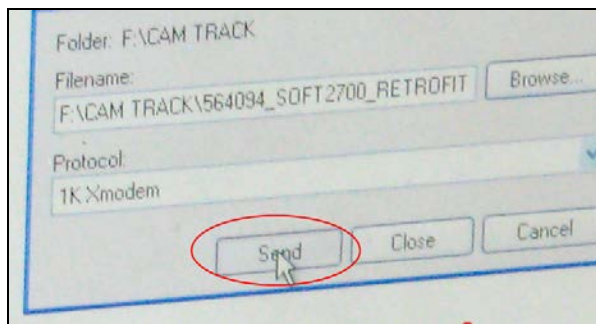 Folder: F:\CAM TRACK
Filename:
F:\CAM TRACK\564094_SOFT2700_RETROFIT
Browse...
Protocol:
1K Xmodem
Send
Close
Cancel